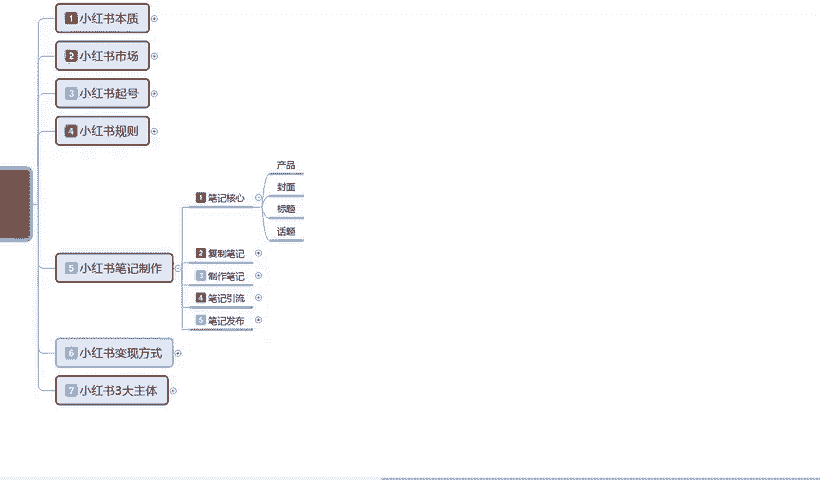 1 小红书本质
2 小红书市场
3 小红书起号
4 小红书规则
5 小红书笔记制作
1 笔记核心
产品
封面
标题
话题
2 复制笔记
3 制作笔记
4 笔记引流
5 笔记发布
6 小红书变现方式
7 小红书3大主体